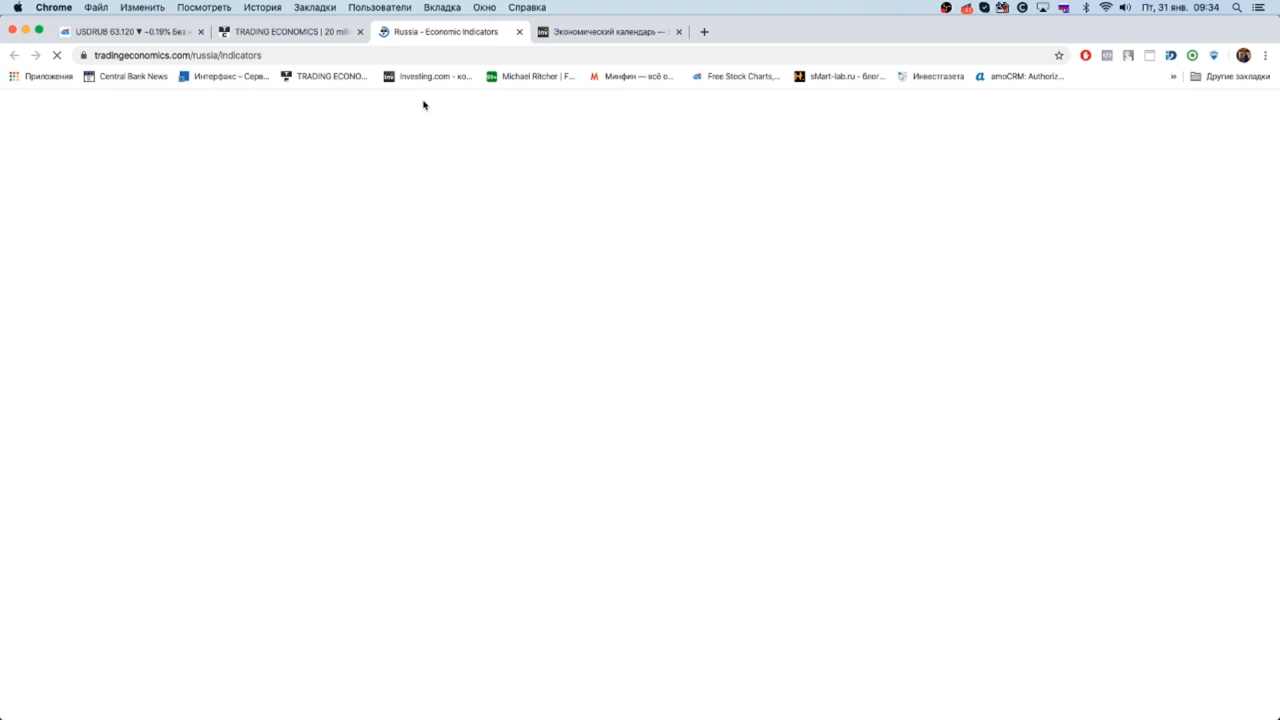 Chrome Файл Изменить Посмотреть История Закладки Пользователи Вкладка Окно Справка Пт, 31 янв. 09:34
USDRUB 63.120 ▼ −0.19% Без TRADING ECONOMICS | 20 mil Russia - Economic Indicators Экономический календарь —
tradingeconomics.com/russia/indicators
Приложения Central Bank News Интерфакс – Серв... TRADING ECONO... Investing.com - ко... Michael Ritcher | F... Минфин — всё о... Free Stock Charts,... sMart-lab.ru - блог... Инвестгазета amoCRM: Authoriz... » Другие закладки